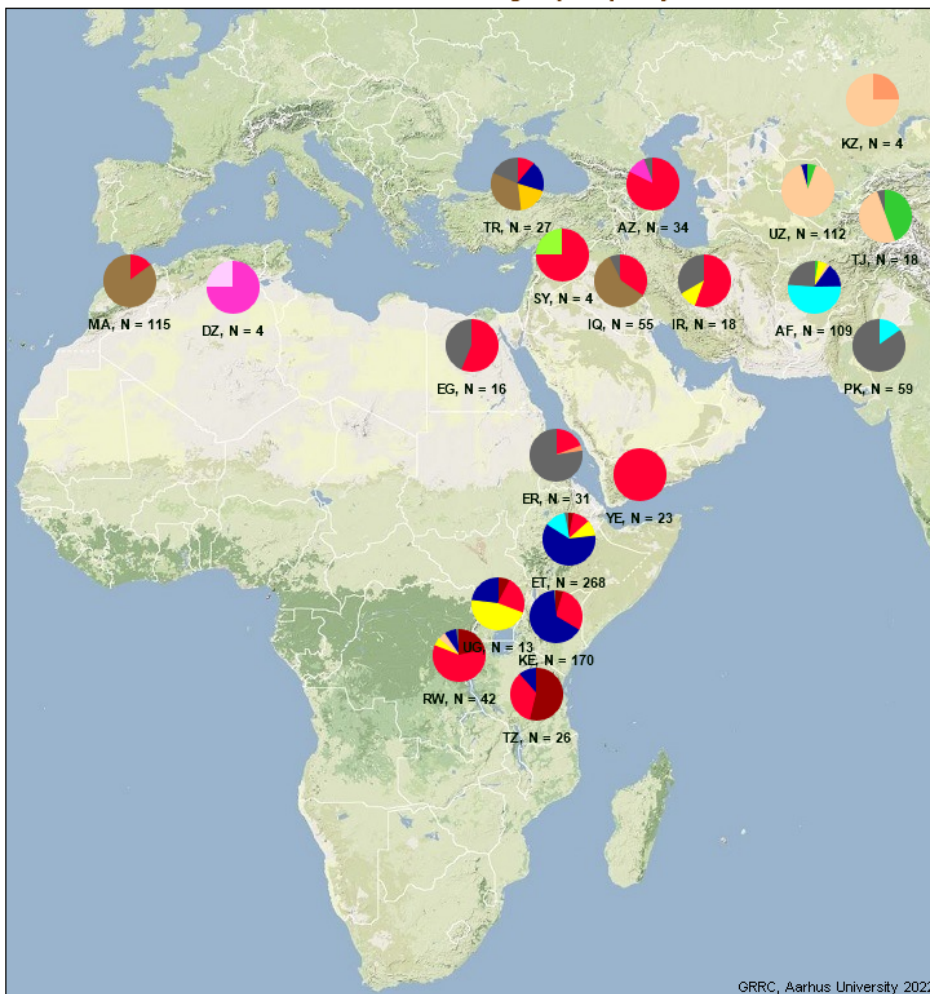 KZ, N = 4
TR, N = 27
AZ, N = 34
UZ, N = 112
TJ, N = 18
SY, N = 4
MA, N = 115
DZ, N = 4
IQ, N = 55
IR, N = 18
AF, N = 109
EG, N = 16
PK, N = 59
ER, N = 31
YE, N = 23
ET, N = 268
UG, N = 13
KE, N = 170
RW, N = 42
TZ, N = 26
GRRC, Aarhus University 2022